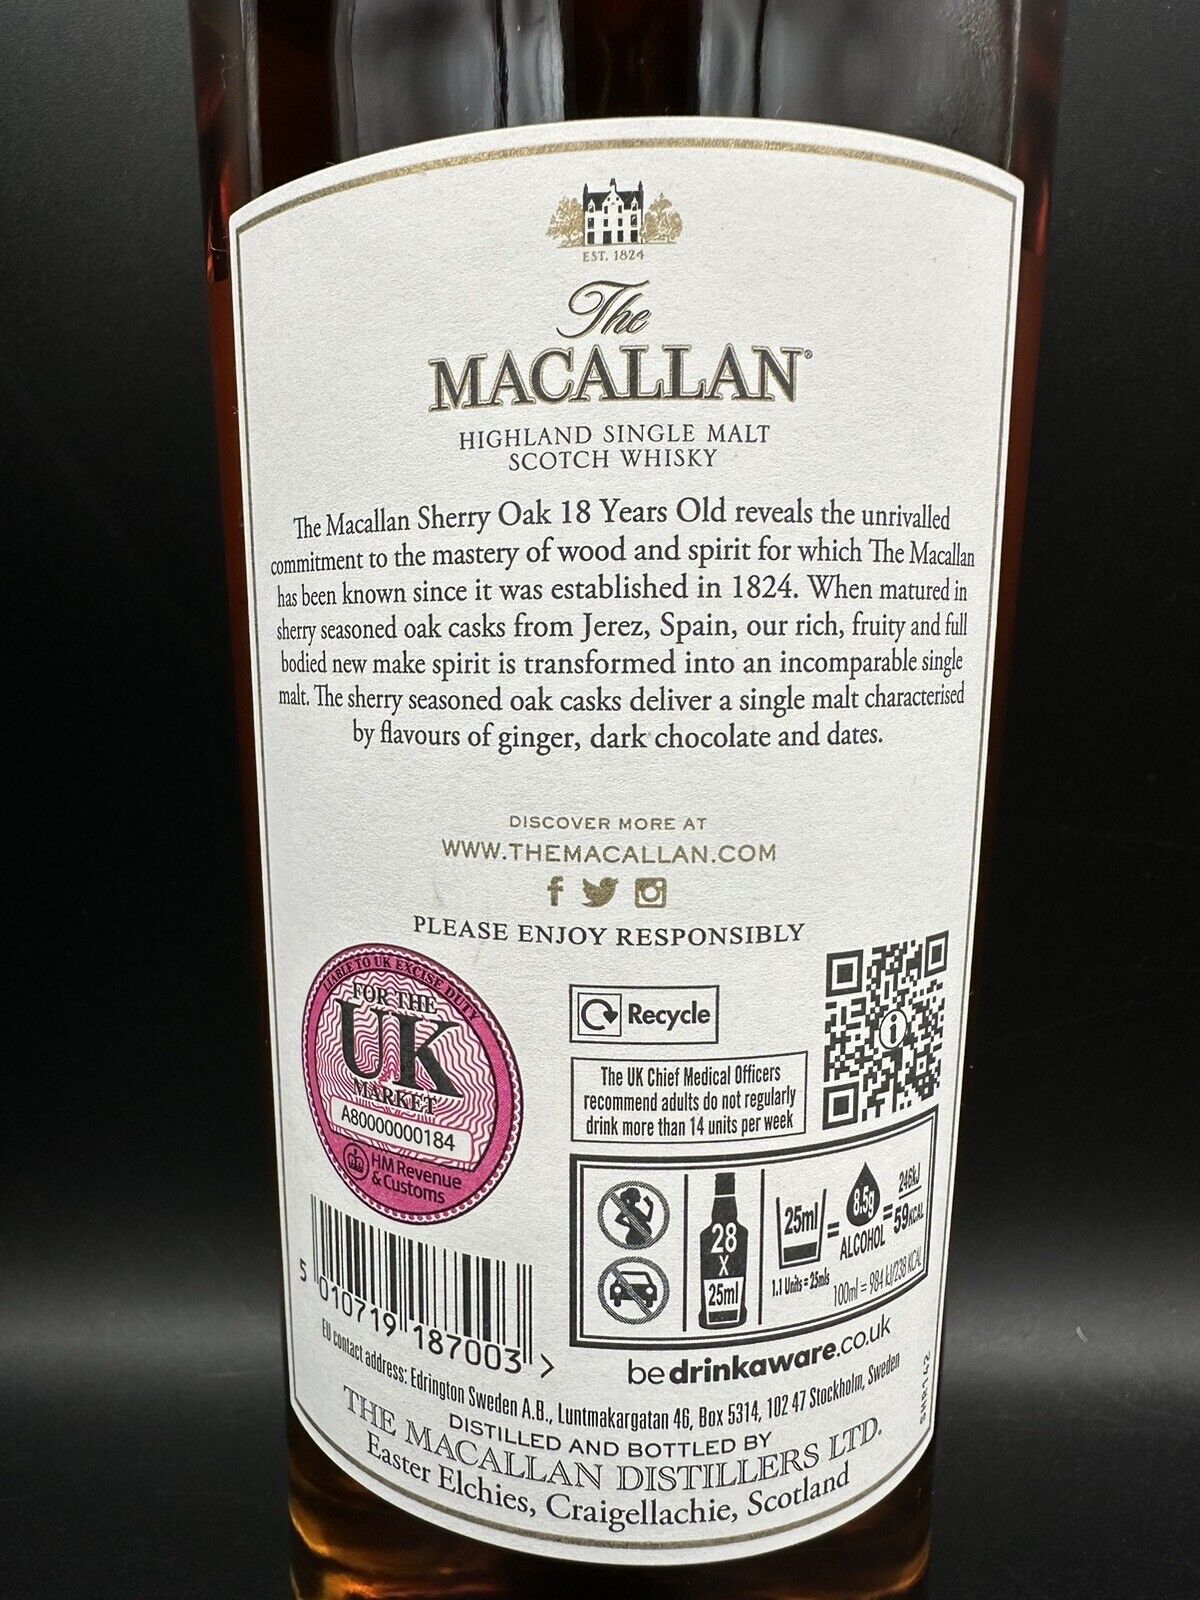 EST. 1824
The
MACALLAN®
HIGHLAND SINGLE MALT
SCOTCH WHISKY
The Macallan Sherry Oak 18 Years Old reveals the unrivalled
commitment to the mastery of wood and spirit for which The Macallan
has been known since it was established in 1824. When matured in
sherry seasoned oak casks from Jerez, Spain, our rich, fruity and full
bodied new make spirit is transformed into an incomparable single
malt. The sherry seasoned oak casks deliver a single malt characterised
by flavours of ginger, dark chocolate and dates.
DISCOVER MORE AT
WWW.THEMACALLAN.COM
PLEASE ENJOY RESPONSIBLY
LIABLE TO UK EXCISE DUTY
FOR THE
UK
MARKET
A80000000184
HM Revenue
& Customs
Recycle
The UK Chief Medical Officers
recommend adults do not regularly
drink more than 14 units per week
i
28
X
25ml
25ml
=
8.5g
ALCOHOL
=
246kJ
59KCAL
1.1 Units = 25mls
100ml = 984 kJ/238 KCAL
bedrinkaware.co.uk
5 010719 187003 >
EU contact address: Edrington Sweden A.B., Luntmakargatan 46, Box 5314, 102 47 Stockholm, Sweden
DISTILLED AND BOTTLED BY
THE MACALLAN DISTILLERS LTD.
Easter Elchies, Craigellachie, Scotland